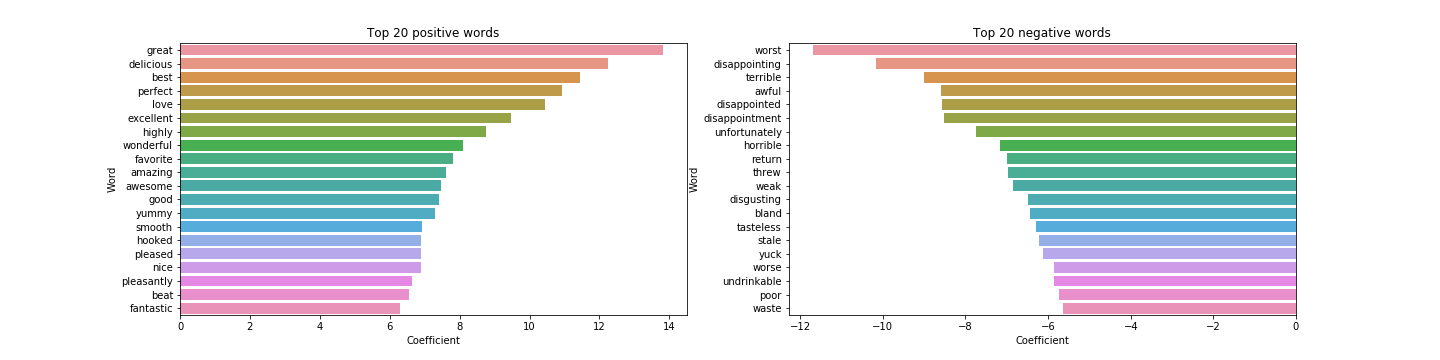 Top 20 positive words
great
delicious
best
perfect
love
excellent
highly
wonderful
favorite
amazing
awesome
good
yummy
smooth
hooked
pleased
nice
pleasantly
beat
fantastic
Word
0 2 4 6 8 10 12 14
Coefficient
Top 20 negative words
worst
disappointing
terrible
awful
disappointed
disappointment
unfortunately
horrible
return
threw
weak
disgusting
bland
tasteless
stale
yuck
worse
undrinkable
poor
waste
Word
−12 −10 −8 −6 −4 −2 0
Coefficient